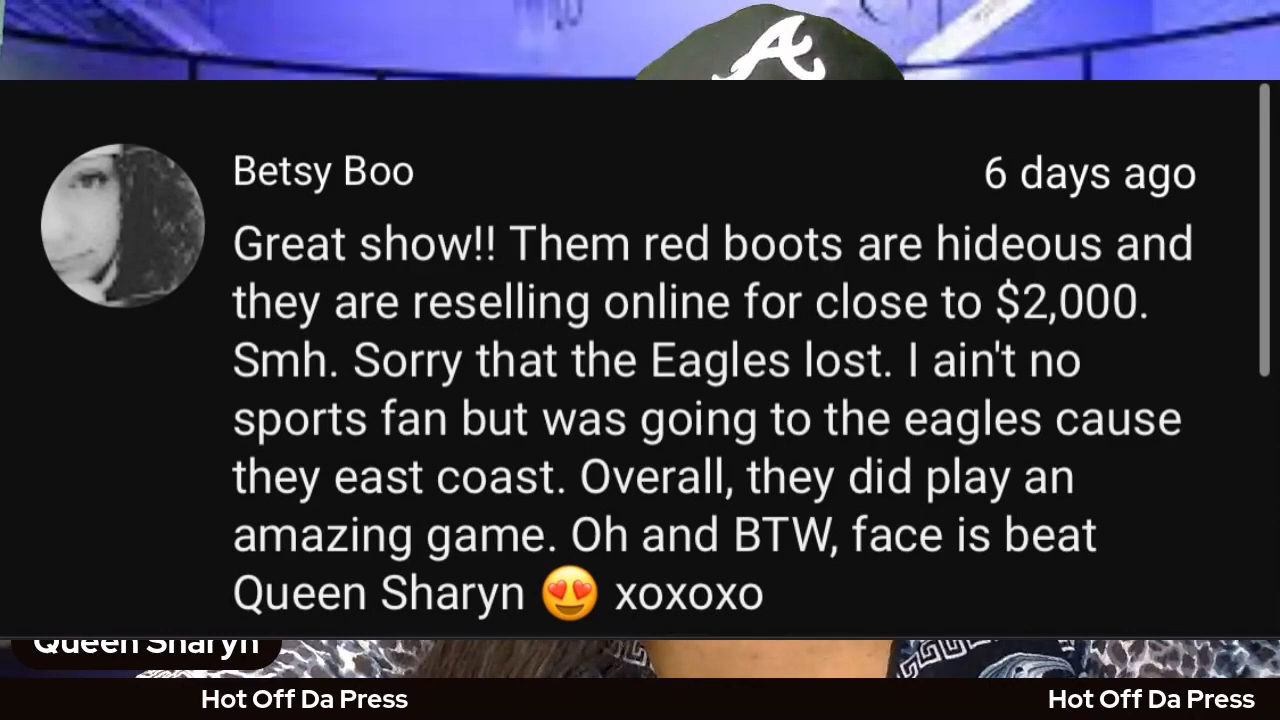 A
Betsy Boo
6 days ago
Great show!! Them red boots are hideous and
they are reselling online for close to $2,000.
Smh. Sorry that the Eagles lost. I ain't no
sports fan but was going to the eagles cause
they east coast. Overall, they did play an
amazing game. Oh and BTW, face is beat
Queen Sharyn 😍 xoxoxo
Queen Sharyn
Hot Off Da Press
Hot Off Da Press